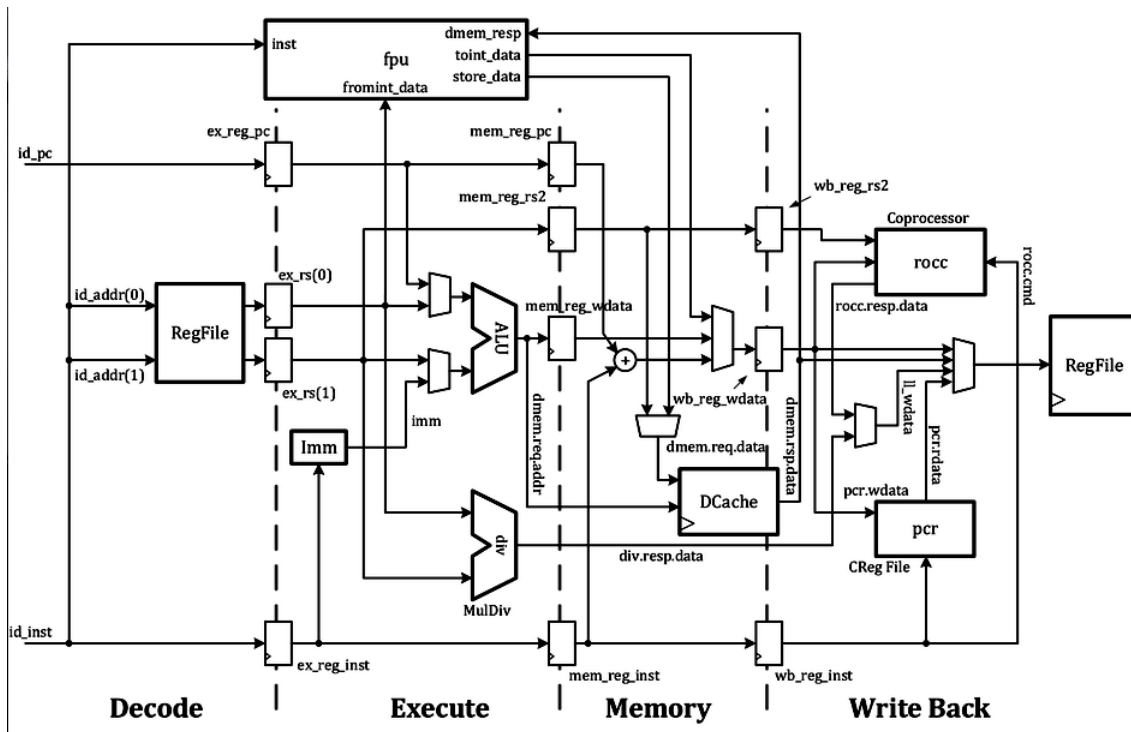 dmem_resp
inst
toint_data
fpu
store_data
fromint_data
ex_reg_pc
mem_reg_pc
id_pc
mem_reg_rs2
wb_reg_rs2
Coprocessor
rocc
rocc.cmd
id_addr(0)
ex_rs(0)
RegFile
ALU
mem_reg_wdata
rocc.resp.data
id_addr(1)
ex_rs(1)
+
RegFile
wb_reg_wdata
imm
Imm
dmem.req.addr
dmem.req.data
dmem.rsp.data
ll_wdata
pcr.rdata
DCache
pcr.wdata
pcr
div
div.resp.data
CReg File
MulDiv
id_inst
ex_reg_inst
mem_reg_inst
wb_reg_inst
Decode
Execute
Memory
Write Back